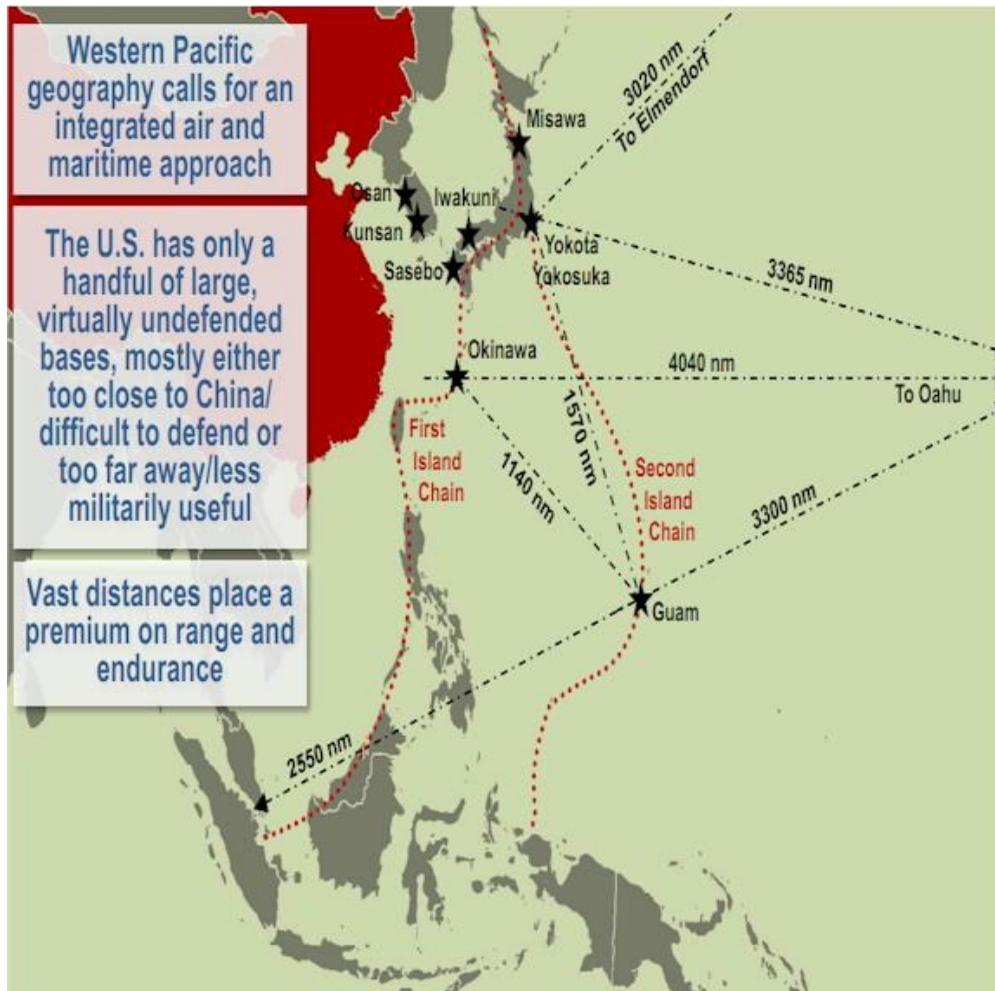 Western Pacific
geography calls for an
integrated air and
maritime approach
The U.S. has only a
handful of large,
virtually undefended
bases, mostly either
too close to China/
difficult to defend or
too far away/less
militarily useful
Vast distances place a
premium on range and
endurance
3020 nm
To Elmendorf
Misawa
Osan
Iwakuni
Kunsan
Yokota
Yokosuka
Sasebo
3365 nm
Okinawa
4040 nm
To Oahu
First
Island
Chain
1570 nm
1140 nm
Second
Island
Chain
3300 nm
Guam
2550 nm